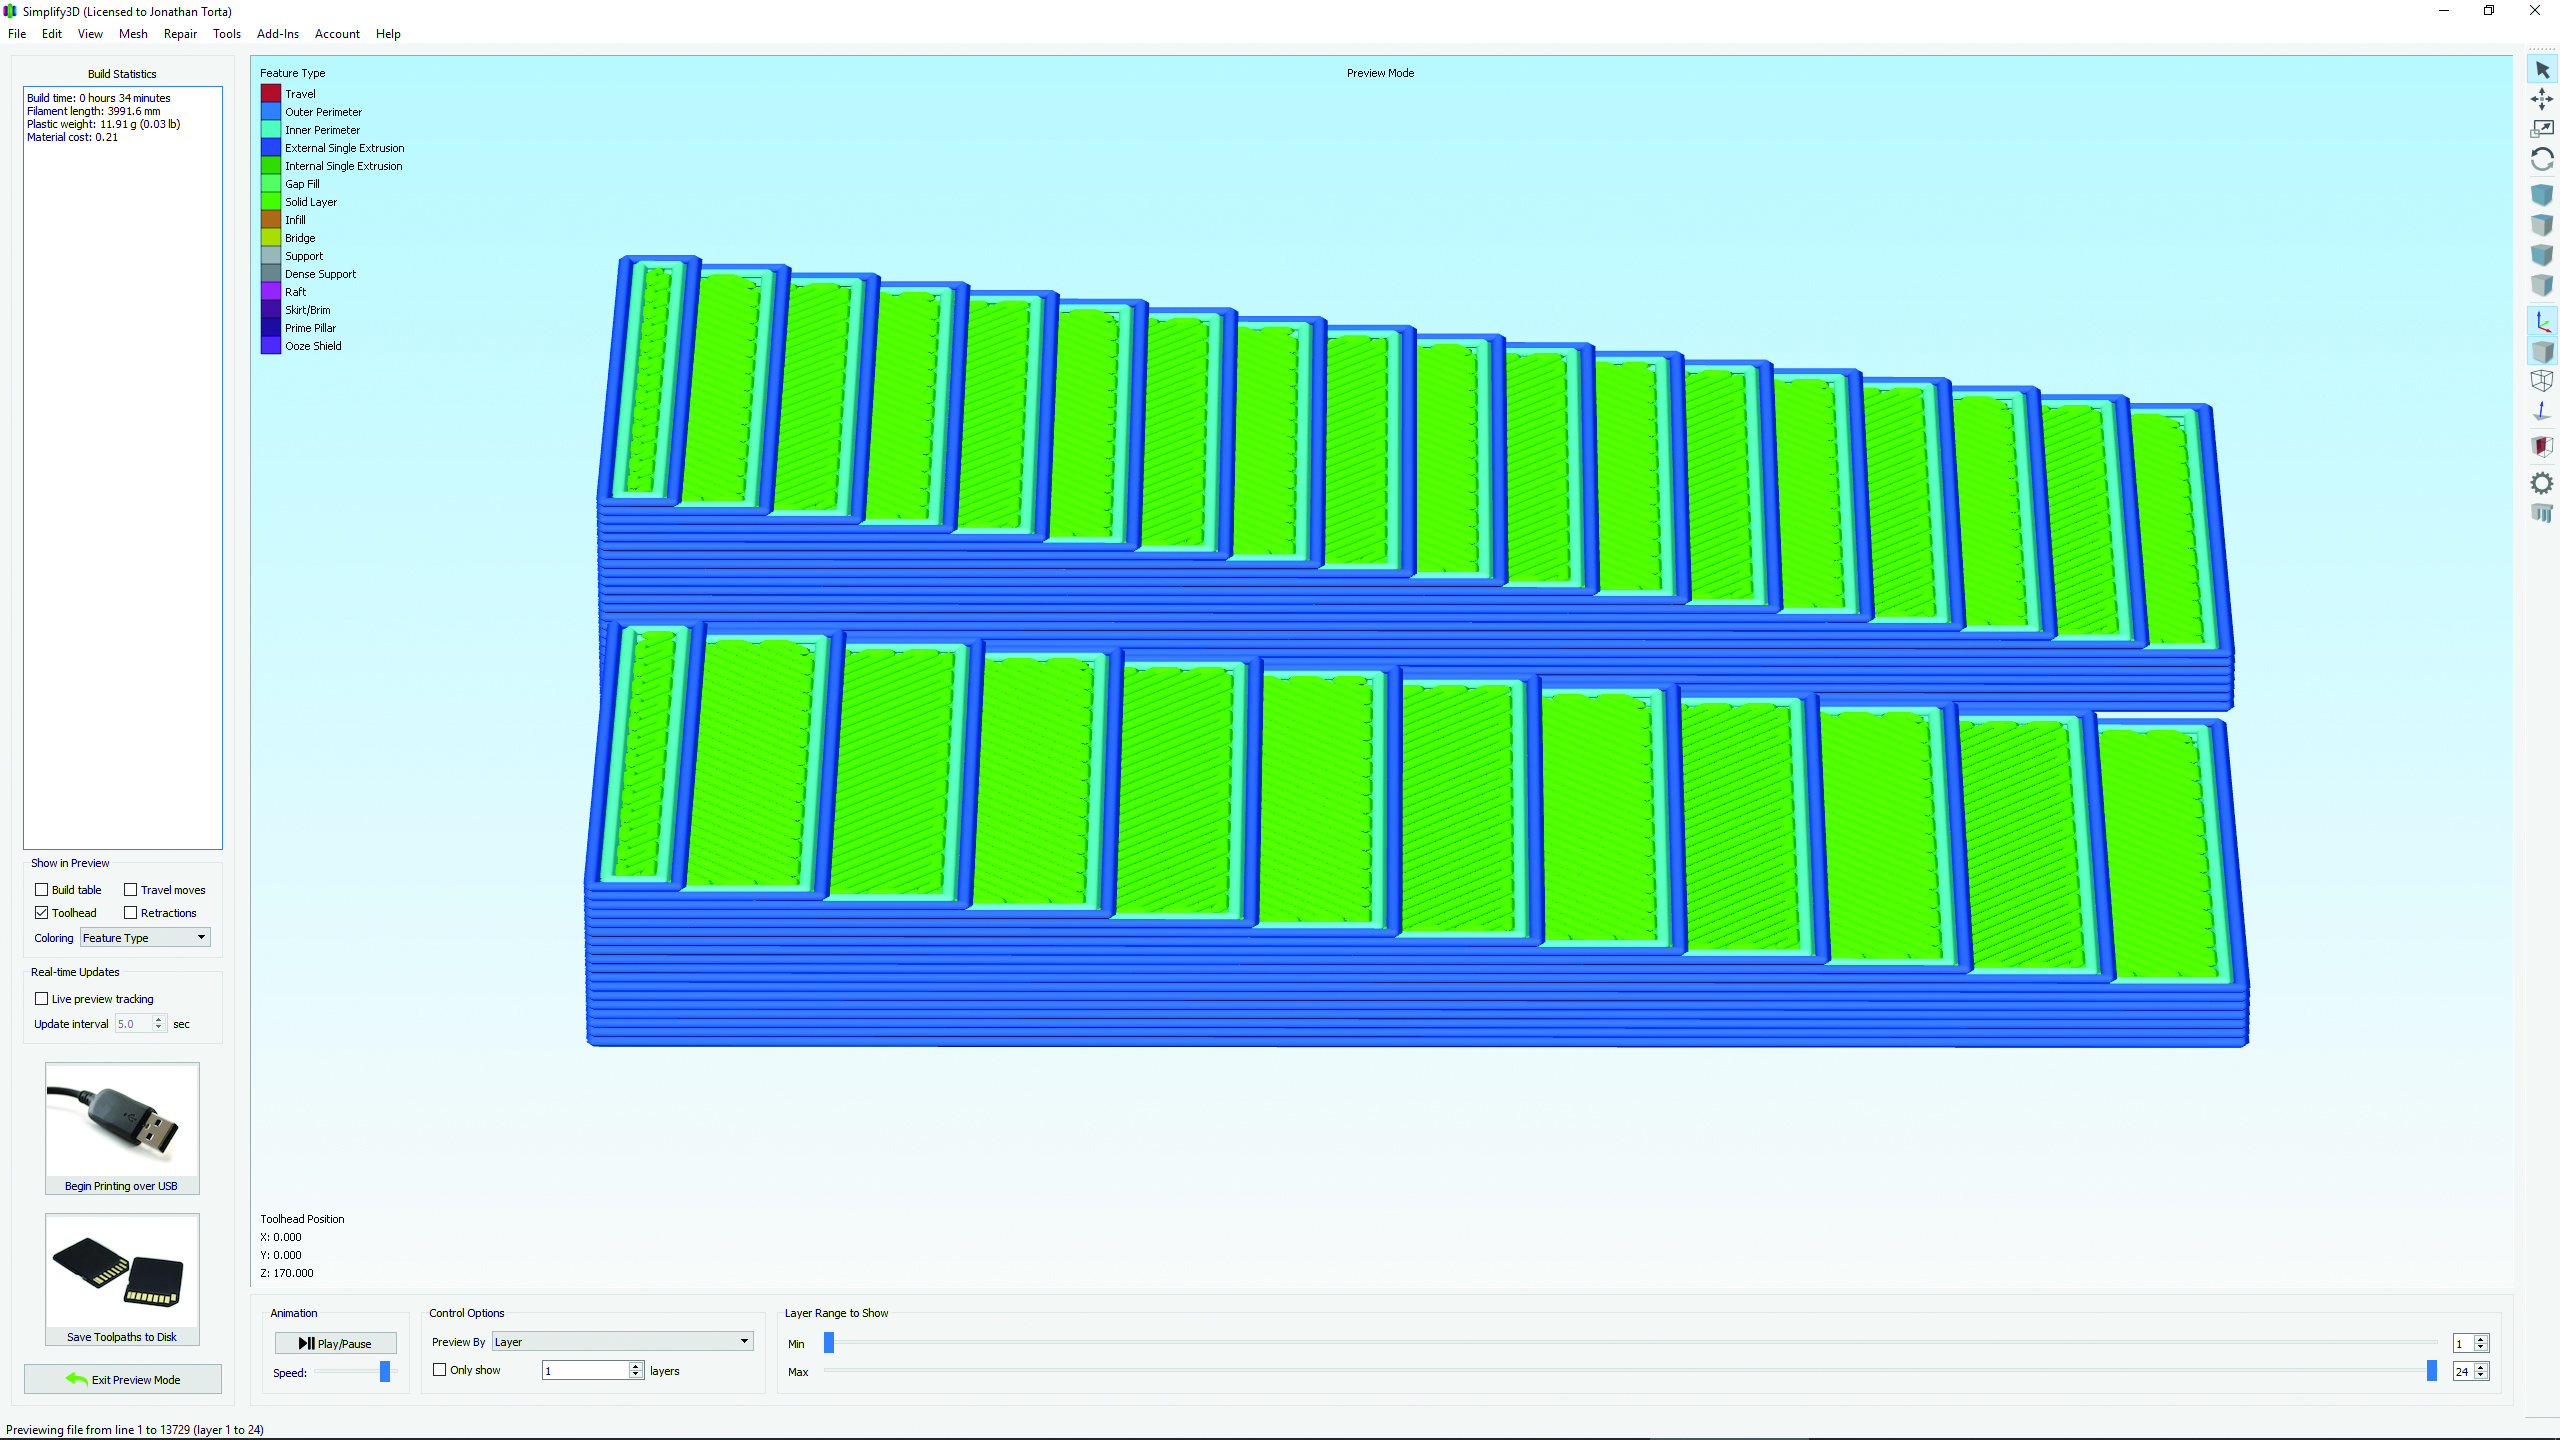 Simplify3D (Licensed to Jonathan Torta)
File Edit View Mesh Repair Tools Add-Ins Account Help
Build Statistics
Build time: 0 hours 34 minutes
Filament length: 3991.6 mm
Plastic weight: 11.91 g (0.03 lb)
Material cost: 0.21
Feature Type
Preview Mode
Travel
Outer Perimeter
Inner Perimeter
External Single Extrusion
Internal Single Extrusion
Gap Fill
Solid Layer
Infill
Bridge
Support
Dense Support
Raft
Skirt/Brim
Prime Pillar
Ooze Shield
Show in Preview
Build table Travel moves
Toolhead Retractions
Coloring Feature Type
Real-time Updates
Live preview tracking
Update interval 5.0 sec
Begin Printing over USB
Save Toolpaths to Disk
Exit Preview Mode
Toolhead Position
X: 0.000
Y: 0.000
Z: 170.000
Animation
Play/Pause
Speed:
Control Options
Preview By Layer
Only show 1 layers
Layer Range to Show
Min 1
Max 24
Previewing file from line 1 to 13729 (layer 1 to 24)